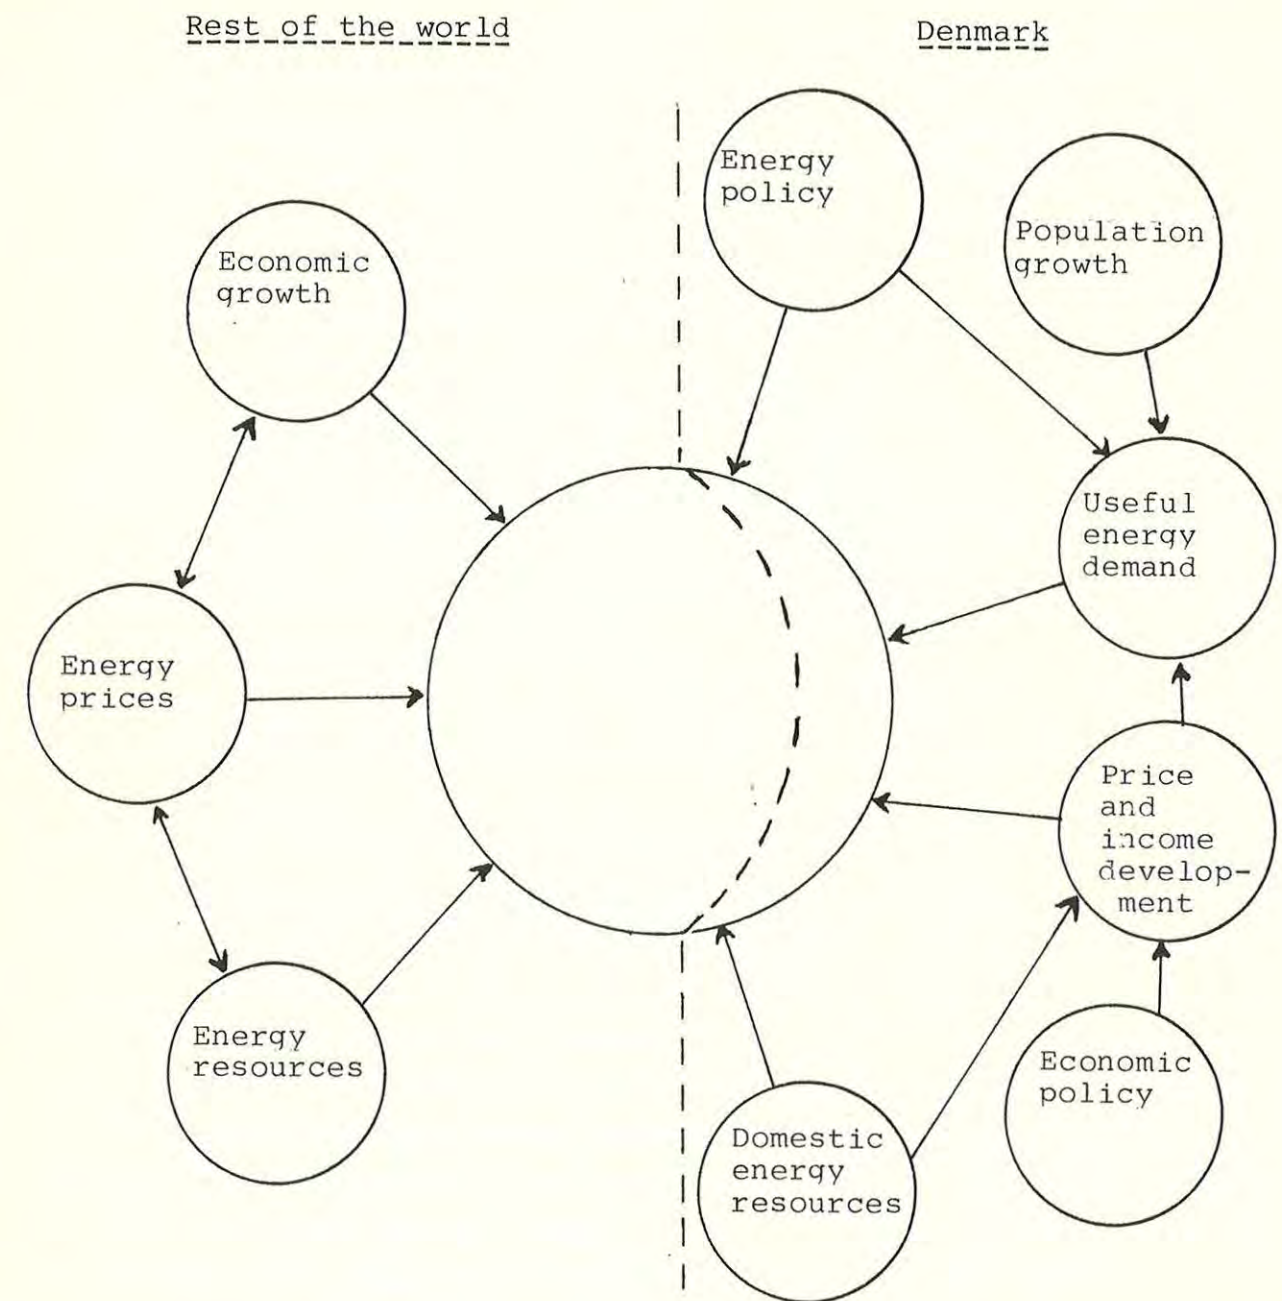 Rest of the world
Denmark
Energy
policy
Population
growth
Economic
growth
Useful
energy
demand
Energy
prices
Price
and
income
develop-
ment
Energy
resources
Economic
policy
Domestic
energy
resources